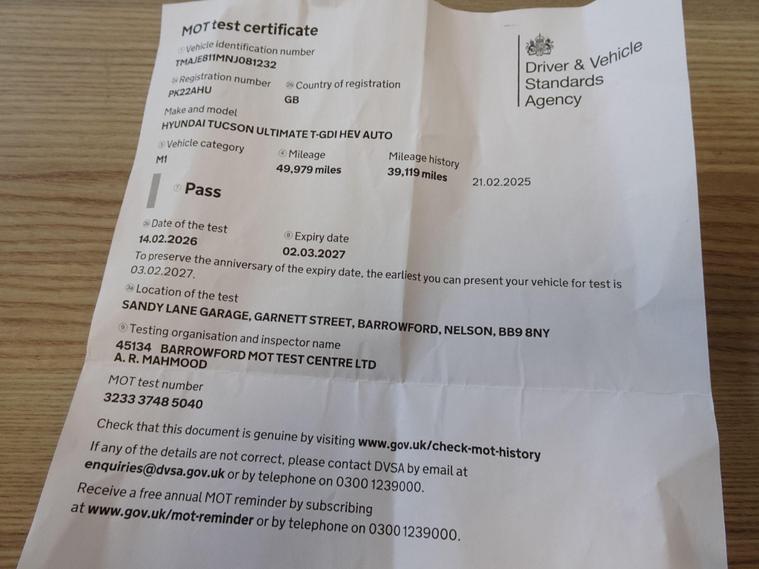 MOT test certificate
① Vehicle identification number
TMAJE811MNJ081232
Registration number
Country of registration
PK22AHU
GB
Make and model
HYUNDAI TUCSON ULTIMATE T-GDI HEV AUTO
⑤ Vehicle category
④ Mileage
Mileage history
M1
49,979 miles
39,119 miles
21.02.2025
⑦ Pass
Date of the test
⑧ Expiry date
14.02.2026
02.03.2027
To preserve the anniversary of the expiry date, the earliest you can present your vehicle for test is
03.02.2027.
Location of the test
SANDY LANE GARAGE, GARNETT STREET, BARROWFORD, NELSON, BB9 8NY
⑨ Testing organisation and inspector name
45134 BARROWFORD MOT TEST CENTRE LTD
A. R. MAHMOOD
MOT test number
3233 3748 5040
Check that this document is genuine by visiting www.gov.uk/check-mot-history
If any of the details are not correct, please contact DVSA by email at
enquiries@dvsa.gov.uk or by telephone on 0300 1239000.
Receive a free annual MOT reminder by subscribing
at www.gov.uk/mot-reminder or by telephone on 0300 1239000.
Driver & Vehicle
Standards
Agency